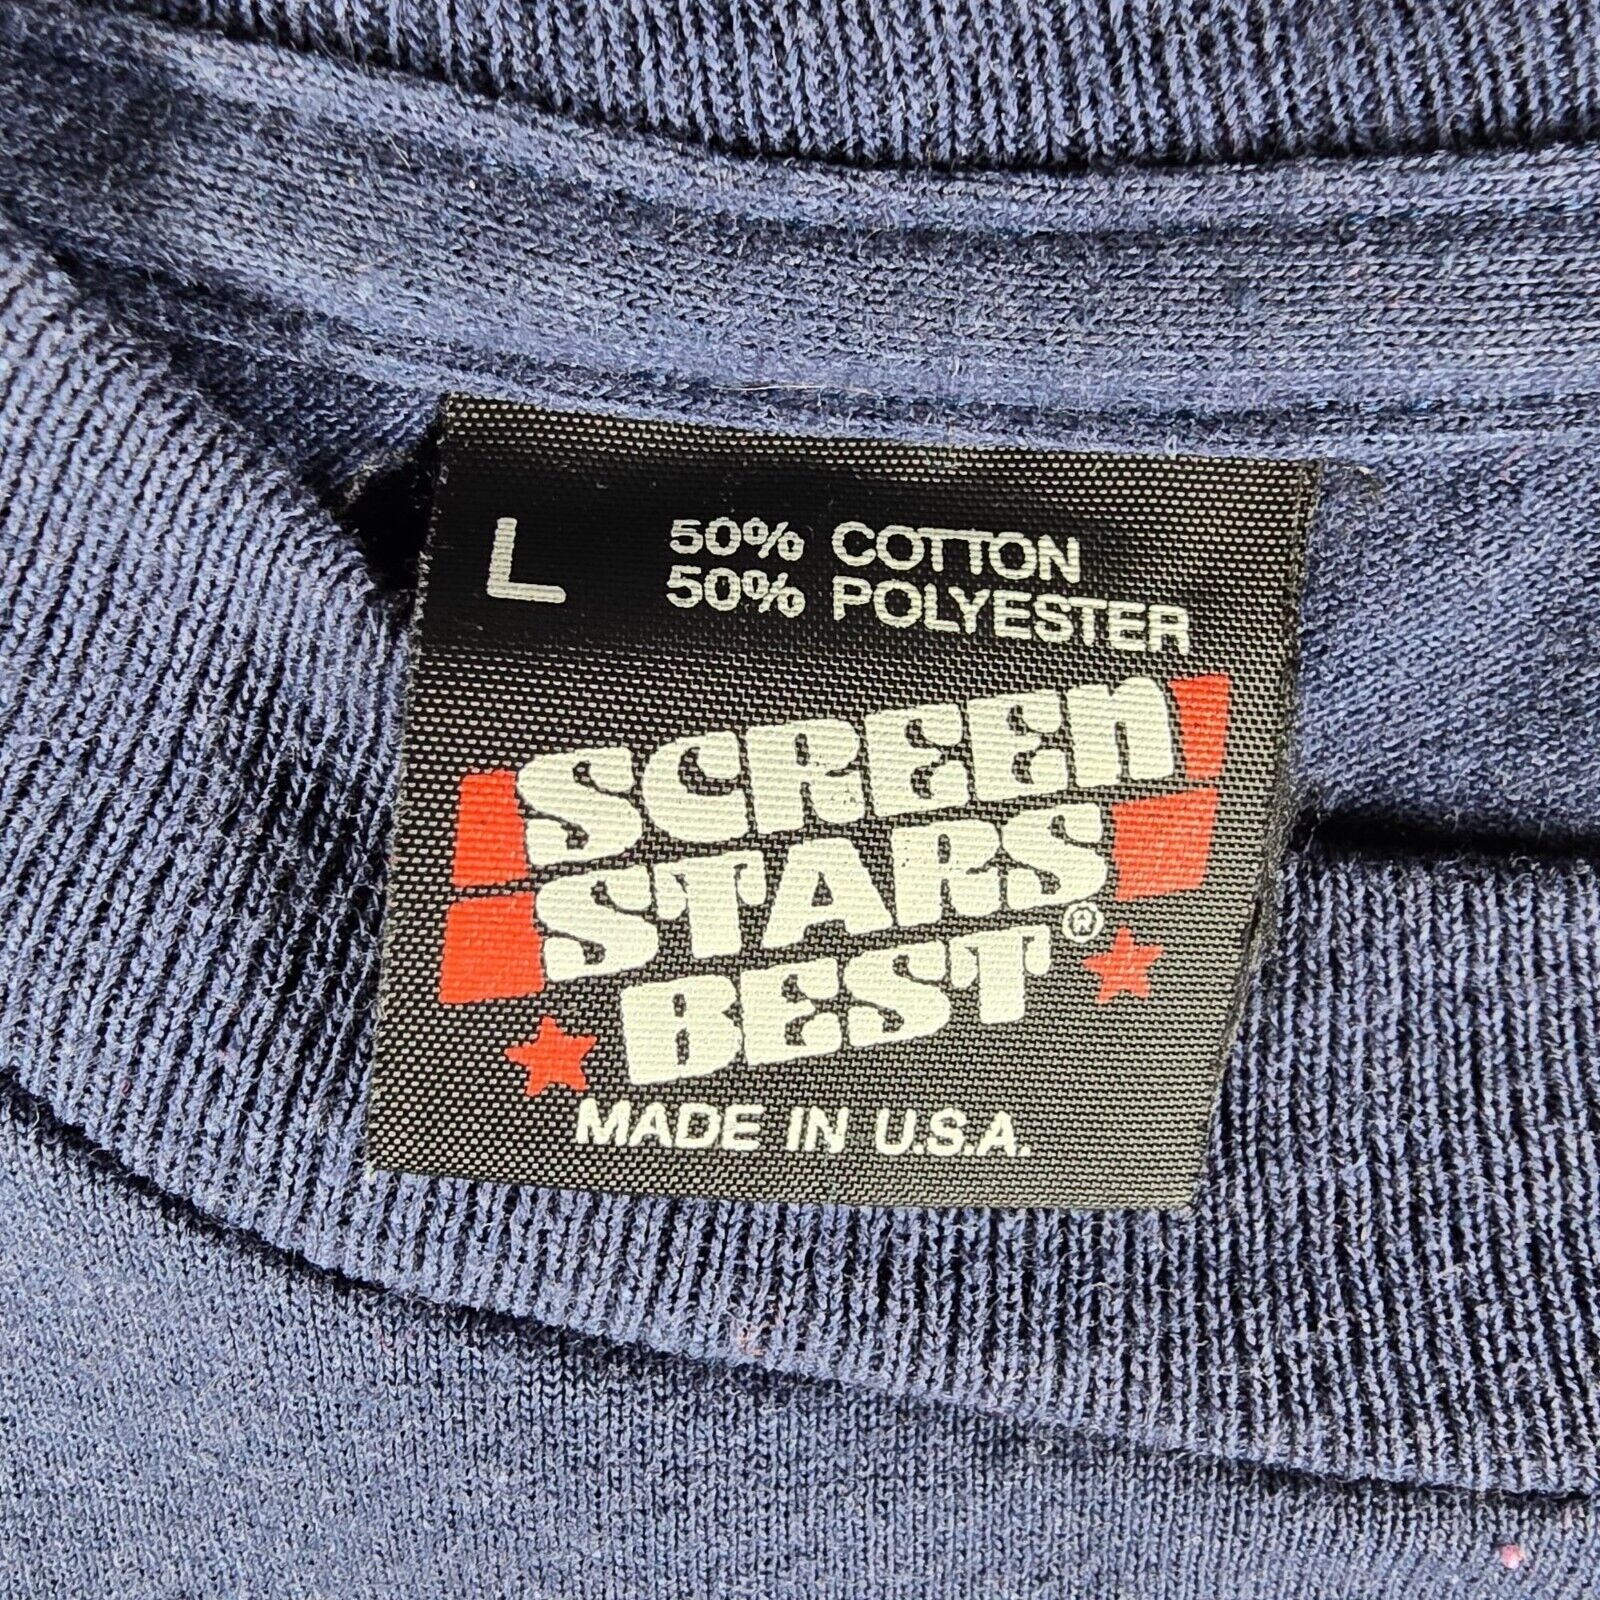 L
50% COTTON
50% POLYESTER
SCREEN
STARS®
BEST
MADE IN U.S.A.